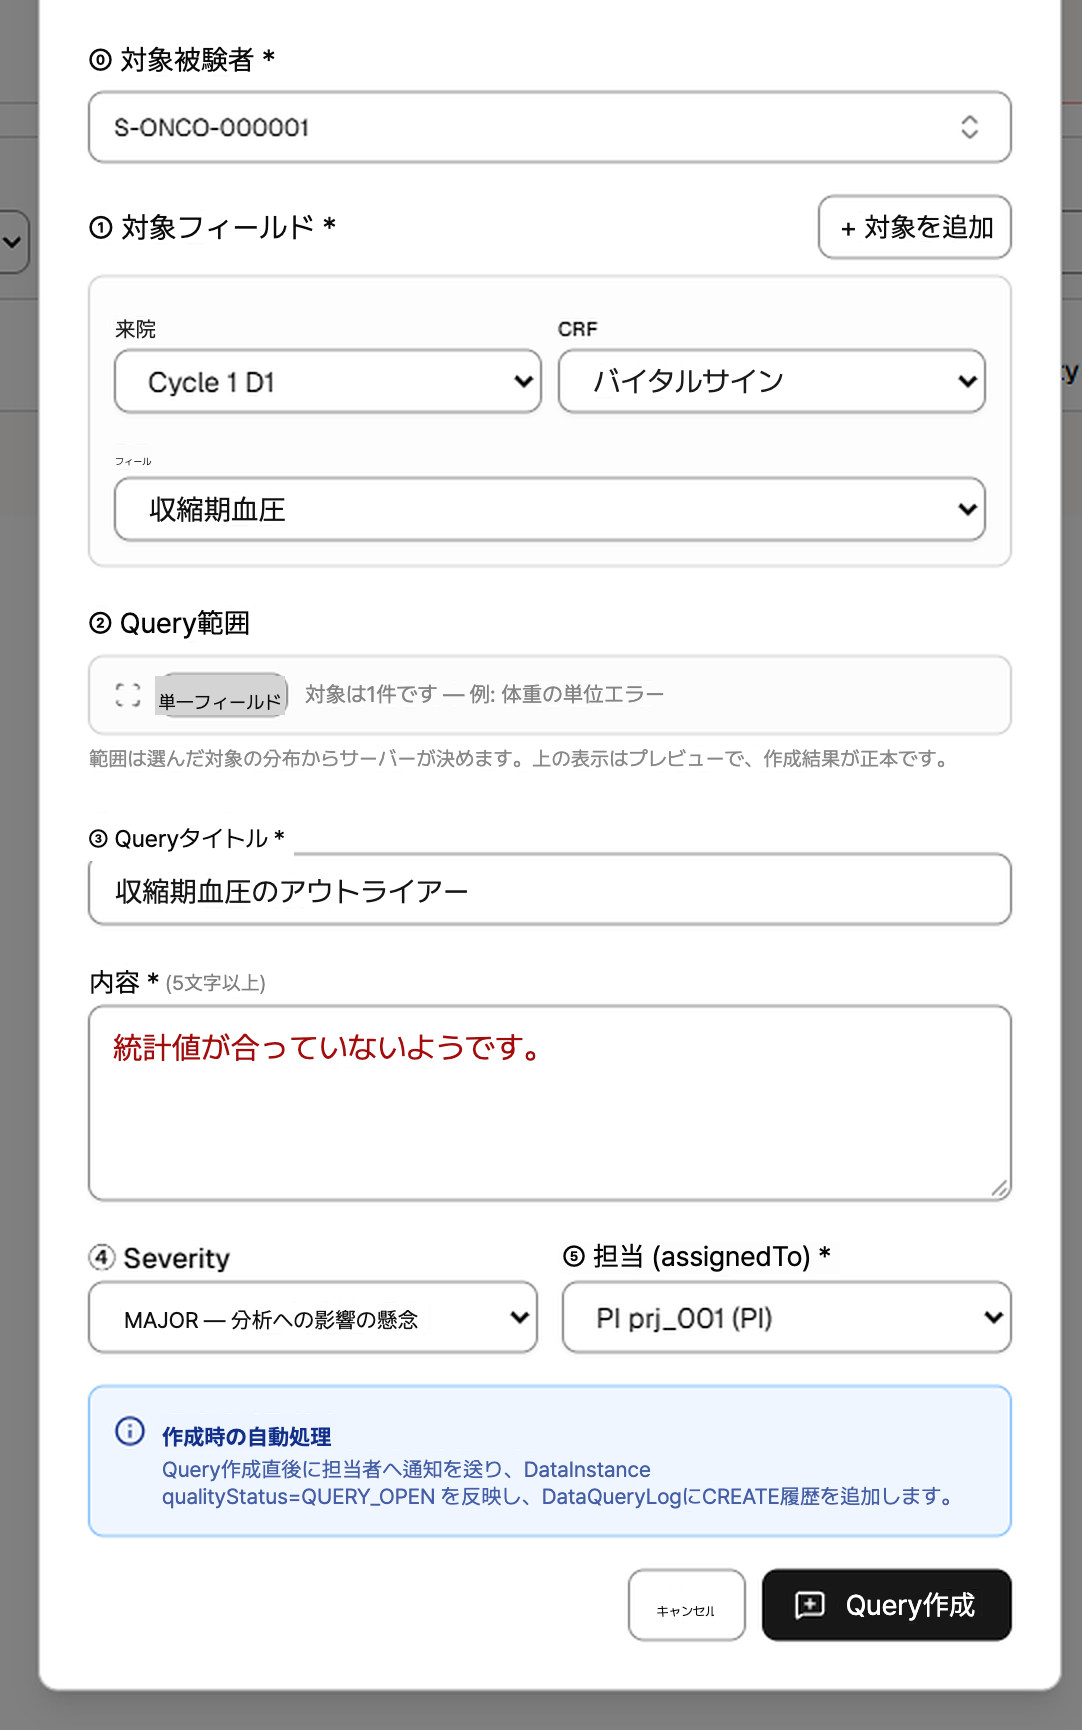 ⓪ 対象被験者 *
S-ONCO-000001
① 対象フィールド *
+ 対象を追加
来院
CRF
Cycle 1 D1
バイタルサイン
ty
フィール
収縮期血圧
② Query範囲
単一フィールド
対象は1件です — 例: 体重の単位エラー
範囲は選んだ対象の分布からサーバーが決めます。上の表示はプレビューで、作成結果が正本です。
③ Queryタイトル *
収縮期血圧のアウトライアー
内容 * (5文字以上)
統計値が合っていないようです。
④ Severity
⑤ 担当 (assignedTo) *
MAJOR — 分析への影響の懸念
PI prj_001 (PI)
作成時の自動処理
Query作成直後に担当者へ通知を送り、DataInstance
qualityStatus=QUERY_OPEN を反映し、DataQueryLogにCREATE履歴を追加します。
キャンセル
Query作成